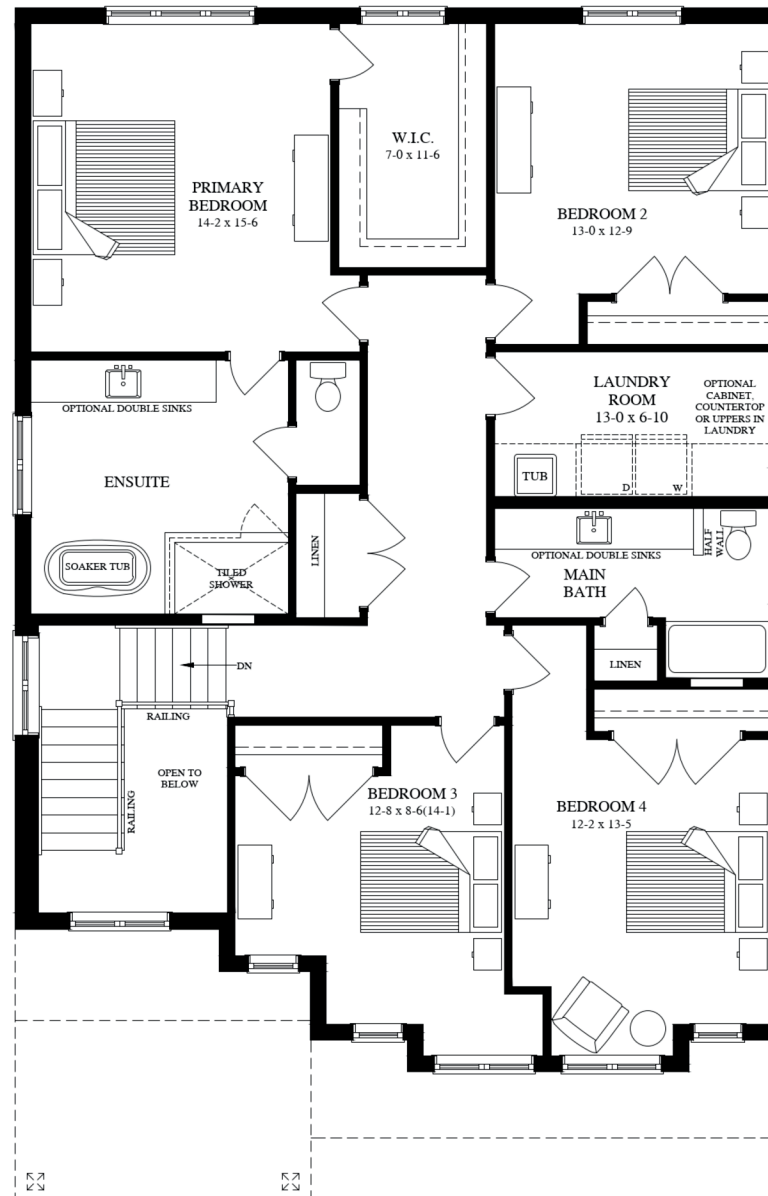 W.I.C.
7-0 x 11-6
PRIMARY
BEDROOM
14-2 x 15-6
BEDROOM 2
13-0 x 12-9
OPTIONAL DOUBLE SINKS
ENSUITE
SOAKER TUB
TILED
SHOWER
LINEN
LAUNDRY
ROOM
13-0 x 6-10
OPTIONAL
CABINET,
COUNTERTOP
OR UPPERS IN
LAUNDRY
TUB
D
W
OPTIONAL DOUBLE SINKS
HALF
WALL
MAIN
BATH
LINEN
DN
RAILING
OPEN TO
BELOW
RAILING
BEDROOM 3
12-8 x 8-6(14-1)
BEDROOM 4
12-2 x 13-5